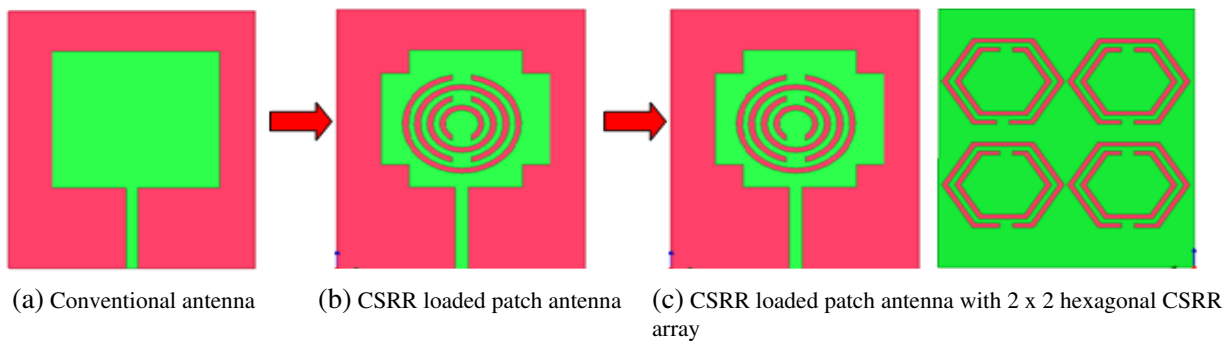 (a) Conventional antenna
(b) CSRR loaded patch antenna
(c) CSRR loaded patch antenna with 2 x 2 hexagonal CSRR
array